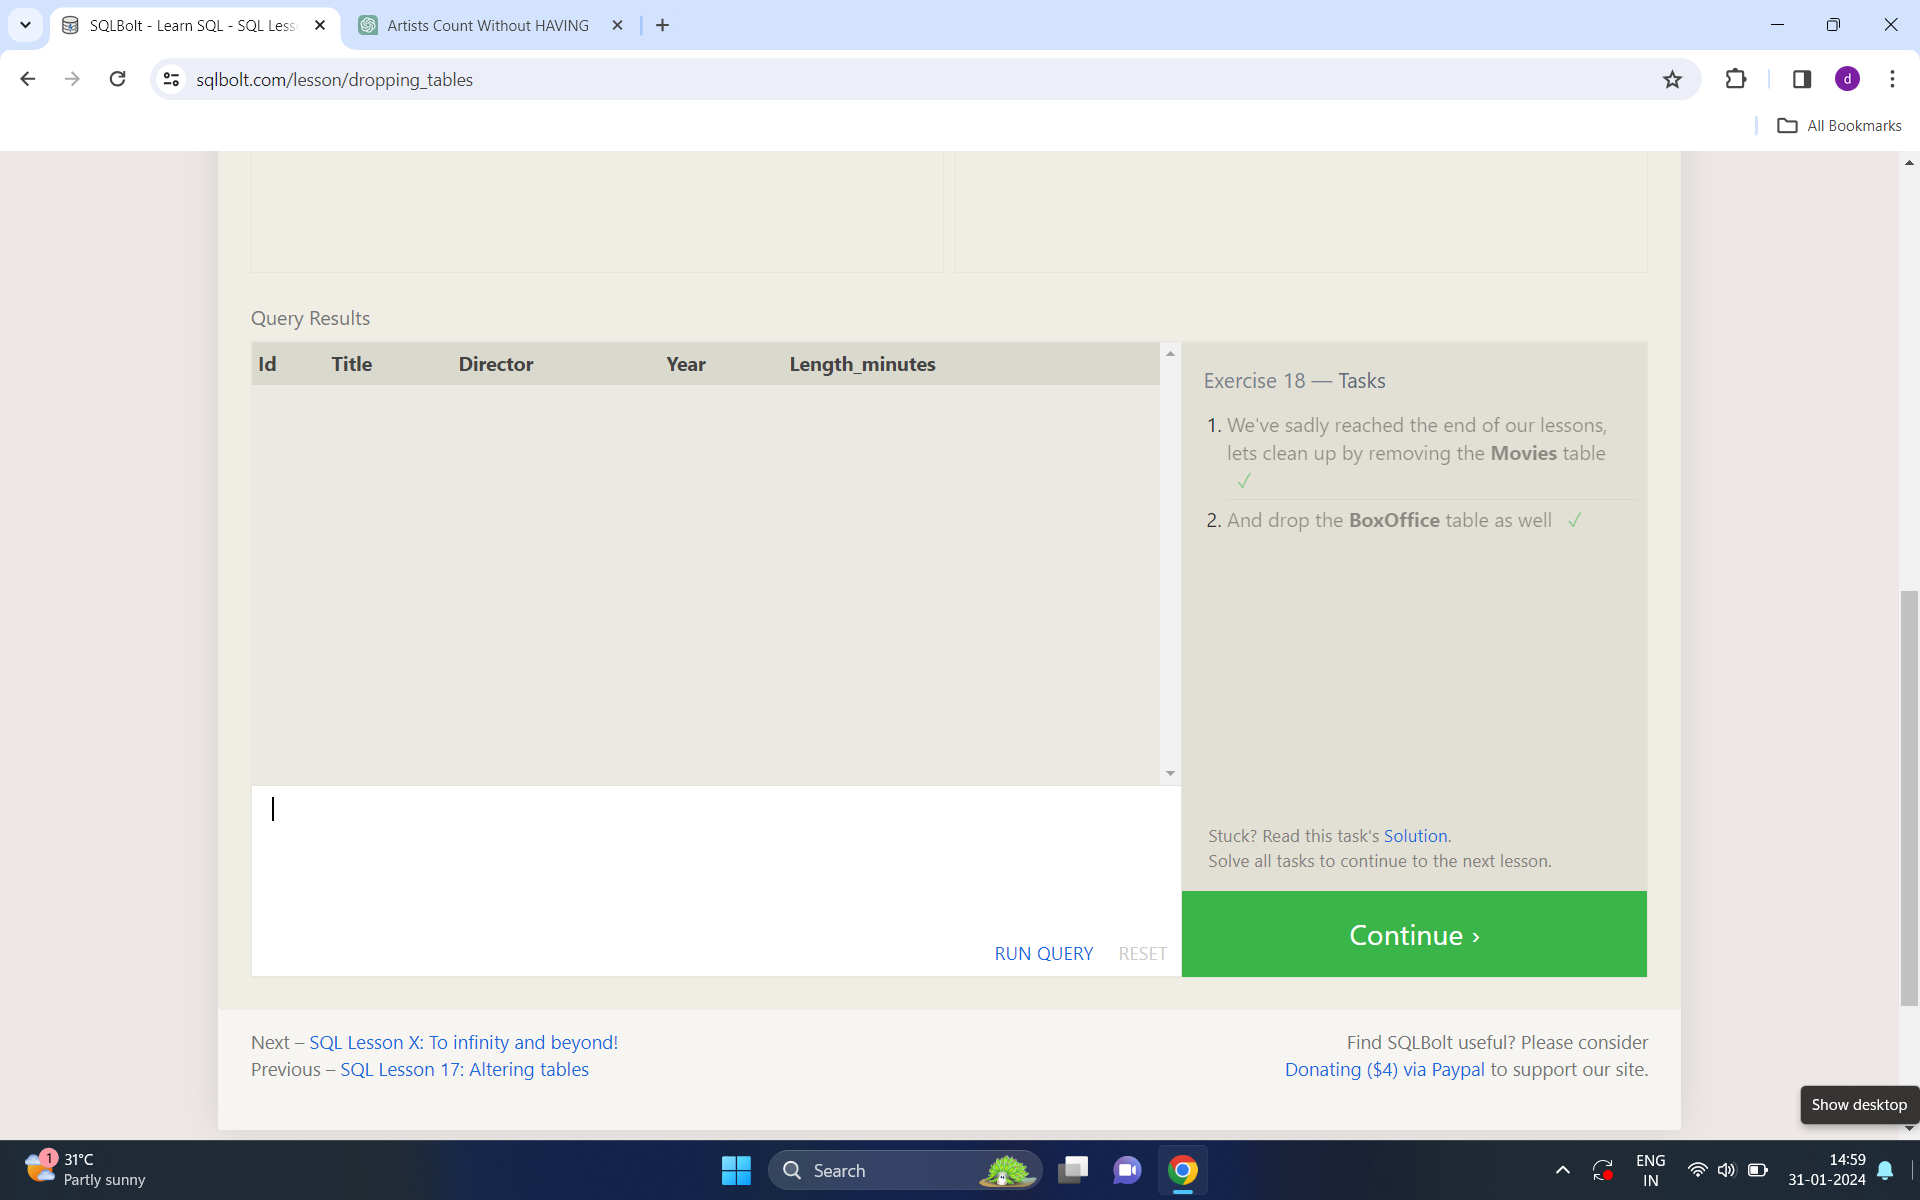 SQLBolt - Learn SQL - SQL Less
Artists Count Without HAVING
sqlbolt.com/lesson/dropping_tables
d
All Bookmarks
Query Results
Id Title Director Year Length_minutes
Exercise 18 — Tasks
1. We've sadly reached the end of our lessons,
lets clean up by removing the Movies table
✓
2. And drop the BoxOffice table as well ✓
Stuck? Read this task's Solution.
Solve all tasks to continue to the next lesson.
RUN QUERY RESET
Continue ›
Next – SQL Lesson X: To infinity and beyond!
Previous – SQL Lesson 17: Altering tables
Find SQLBolt useful? Please consider
Donating ($4) via Paypal to support our site.
Show desktop
1
31°C
Partly sunny
Search
ENG
IN
14:59
31-01-2024